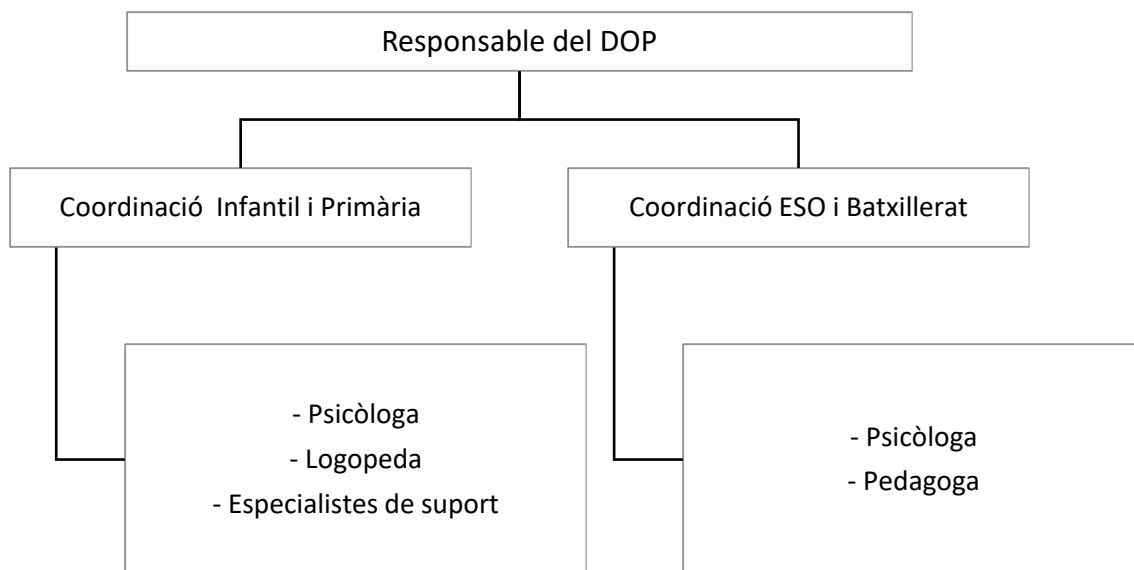 Responsable del DOP
Coordinació Infantil i Primària
Coordinació ESO i Batxillerat
- Psicòloga
- Logopeda
- Especialistes de suport
- Psicòloga
- Pedagoga